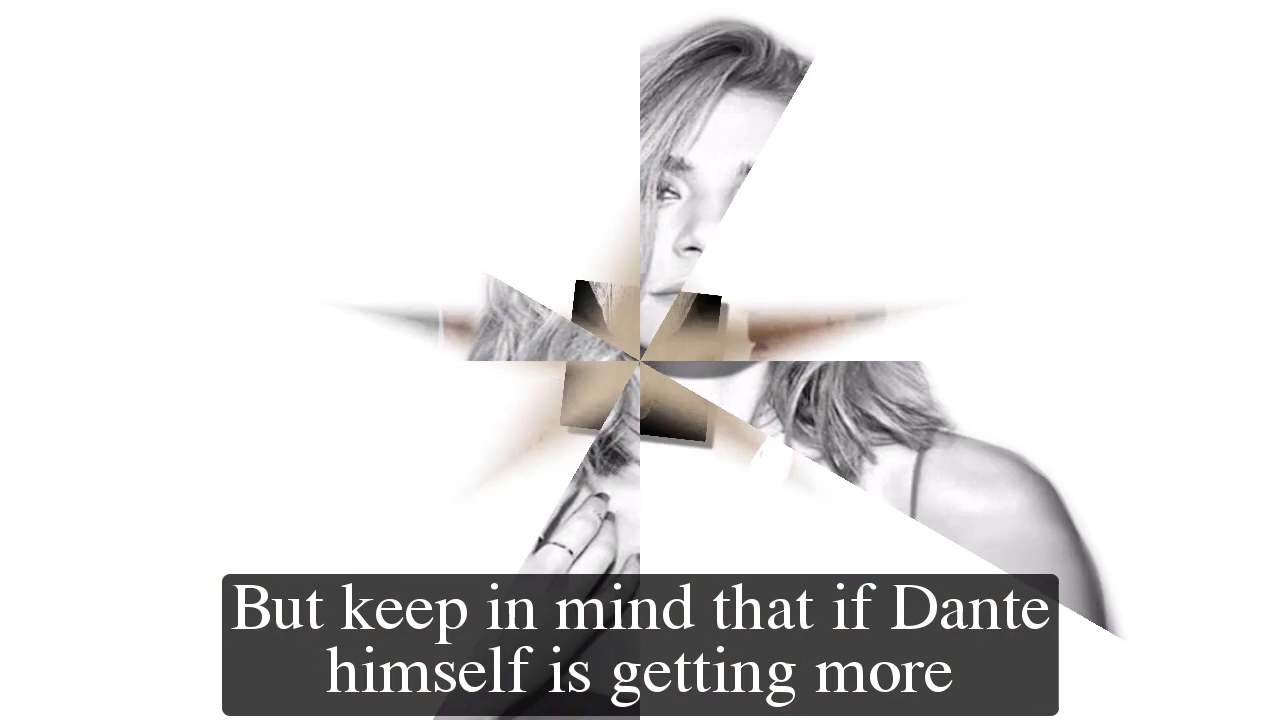 But keep in mind that if Dante
himself is getting more